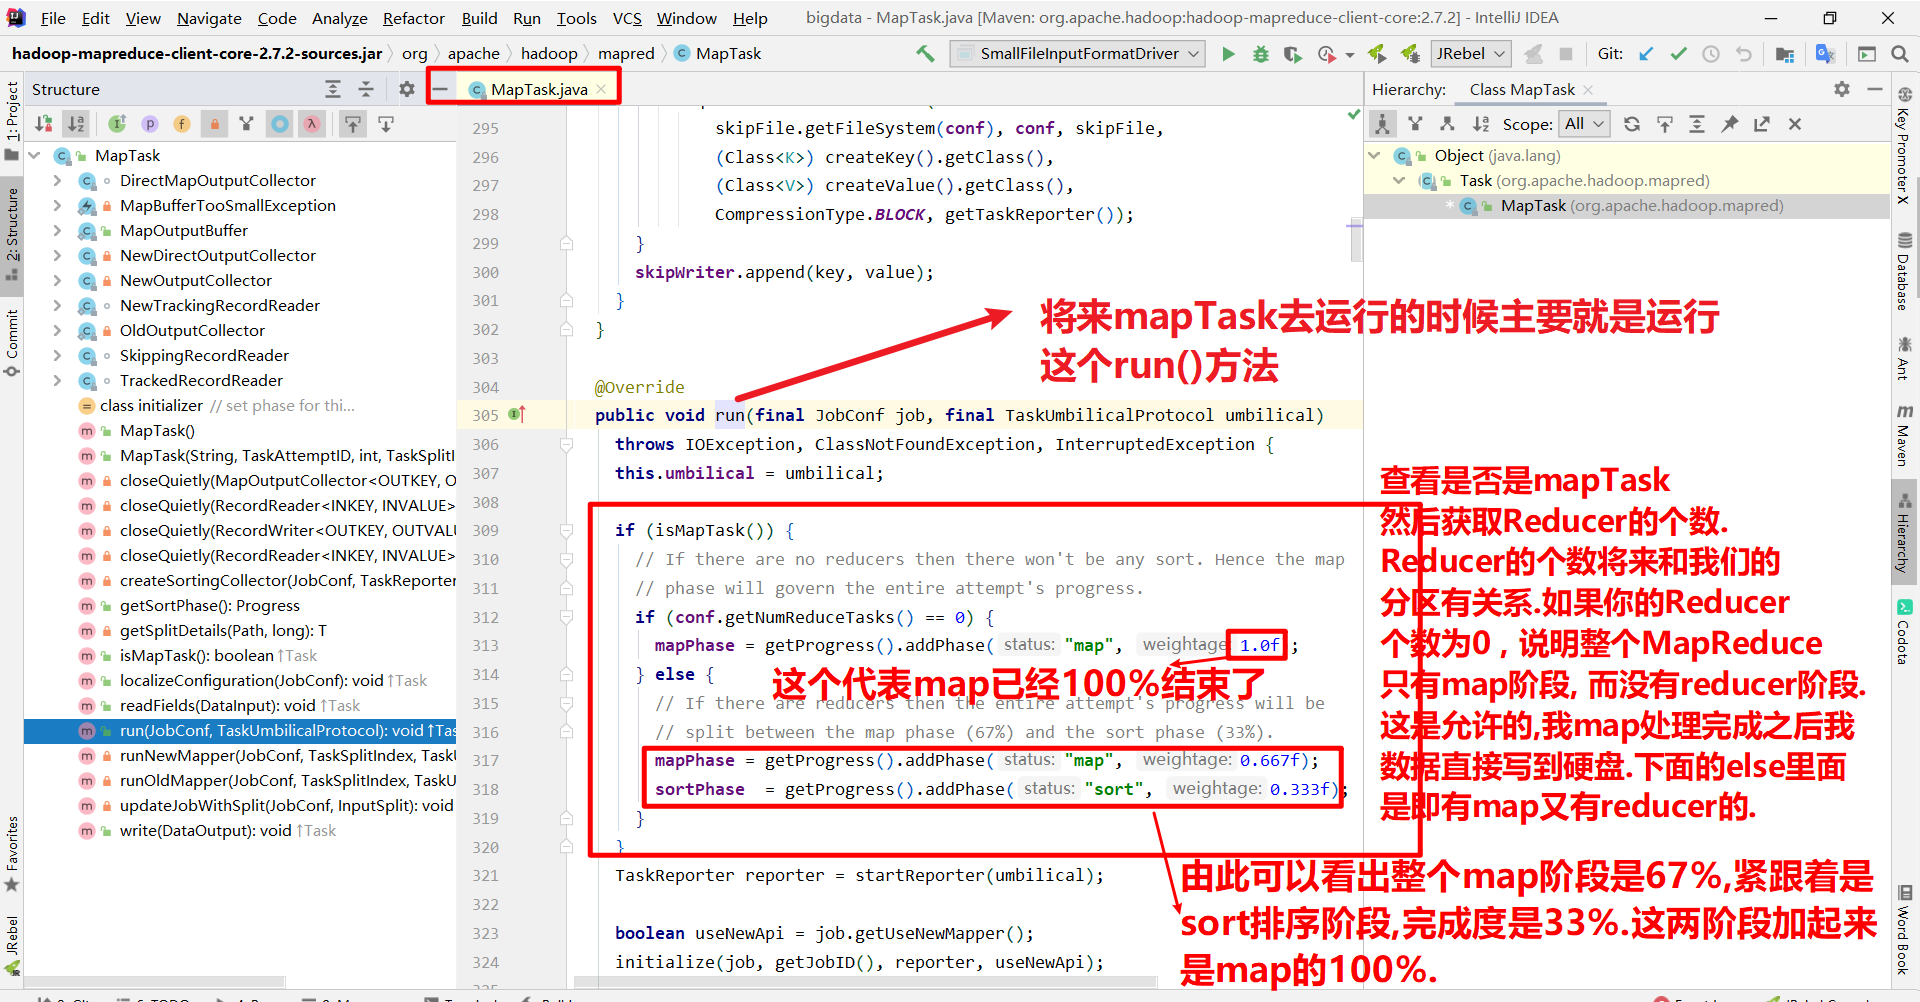 File Edit View Navigate Code Analyze Refactor Build Run Tools VCS Window Help bigdata - MapTask.java [Maven: org.apache.hadoop:hadoop-mapreduce-client-core:2.7.2] - IntelliJ IDEA
hadoop-mapreduce-client-core-2.7.2-sources.jar org apache hadoop mapred MapTask SmallFileInputFormatDriver JRebel Git:
Structure
MapTask.java
Hierarchy: Class MapTask
Scope: All
1: Project
2: Structure
Commit
Favorites
JRebel
MapTask
DirectMapOutputCollector
MapBufferTooSmallException
MapOutputBuffer
NewDirectOutputCollector
NewOutputCollector
NewTrackingRecordReader
OldOutputCollector
SkippingRecordReader
TrackedRecordReader
class initializer // set phase for thi...
MapTask()
MapTask(String, TaskAttemptID, int, TaskSplitI
closeQuietly(MapOutputCollector<OUTKEY, O
closeQuietly(RecordReader<INKEY, INVALUE>
closeQuietly(RecordWriter<OUTKEY, OUTVALU
closeQuietly(RecordReader<INKEY, INVALUE>
createSortingCollector(JobConf, TaskReporter
getSortPhase(): Progress
getSplitDetails(Path, long): T
isMapTask(): boolean ↑Task
localizeConfiguration(JobConf): void ↑Task
readFields(DataInput): void ↑Task
run(JobConf, TaskUmbilicalProtocol): void ↑Tas
runNewMapper(JobConf, TaskSplitIndex, TaskU
runOldMapper(JobConf, TaskSplitIndex, TaskU
updateJobWithSplit(JobConf, InputSplit): void
write(DataOutput): void ↑Task
295 skipFile.getFileSystem(conf), conf, skipFile,
296 (Class<K>) createKey().getClass(),
297 (Class<V>) createValue().getClass(),
298 CompressionType.BLOCK, getTaskReporter());
299 }
300 skipWriter.append(key, value);
301 }
302 }
303
304 @Override
305 public void run(final JobConf job, final TaskUmbilicalProtocol umbilical)
306 throws IOException, ClassNotFoundException, InterruptedException {
307 this.umbilical = umbilical;
308
309 if (isMapTask()) {
310 // If there are no reducers then there won't be any sort. Hence the map
311 // phase will govern the entire attempt's progress.
312 if (conf.getNumReduceTasks() == 0) {
313 mapPhase = getProgress().addPhase( status: "map", weightage 1.0f ;
314 } else {
315 // If there are reducers then the entire attempt's progress will be
316 // split between the map phase (67%) and the sort phase (33%).
317 mapPhase = getProgress().addPhase( status: "map", weightage: 0.667f);
318 sortPhase = getProgress().addPhase( status: "sort", weightage: 0.333f);
319 }
320 }
321 TaskReporter reporter = startReporter(umbilical);
322
323 boolean useNewApi = job.getUseNewMapper();
324 initialize(job, getJobID(), reporter, useNewApi);
将来mapTask去运行的时候主要就是运行
这个run()方法
这个代表map已经100%结束了
查看是否是mapTask
然后获取Reducer的个数.
Reducer的个数将来和我们的
分区有关系.如果你的Reducer
个数为0，说明整个MapReduce
只有map阶段, 而没有reducer阶段.
这是允许的,我map处理完成之后我
数据直接写到硬盘.下面的else里面
是即有map又有reducer的.
由此可以看出整个map阶段是67%,紧跟着是
sort排序阶段,完成度是33%.这两阶段加起来
是map的100%.
Object (java.lang)
Task (org.apache.hadoop.mapred)
* MapTask (org.apache.hadoop.mapred)
Key Promoter X
Database
Ant
Maven
Hierarchy
Codota
Word Book